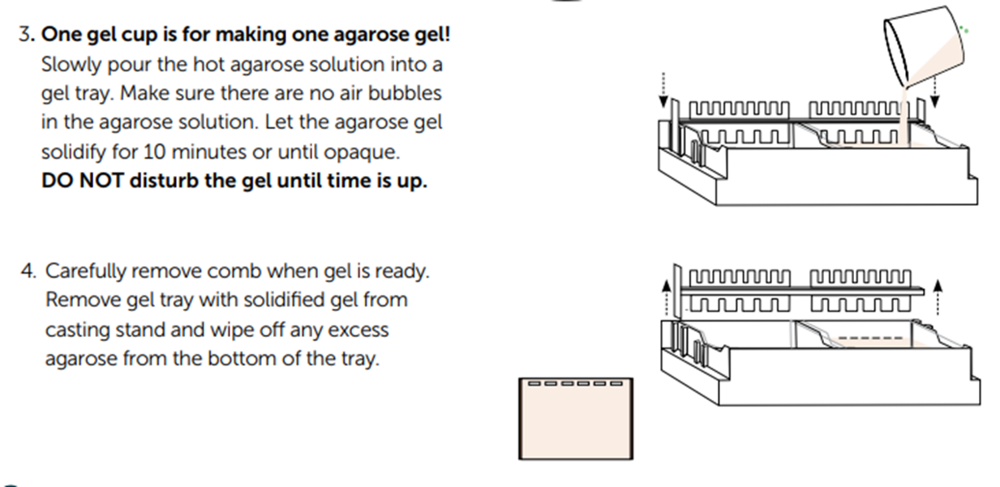 3. One gel cup is for making one agarose gel!
Slowly pour the hot agarose solution into a
gel tray. Make sure there are no air bubbles
in the agarose solution. Let the agarose gel
solidify for 10 minutes or until opaque.
DO NOT disturb the gel until time is up.
4. Carefully remove comb when gel is ready.
Remove gel tray with solidified gel from
casting stand and wipe off any excess
agarose from the bottom of the tray.